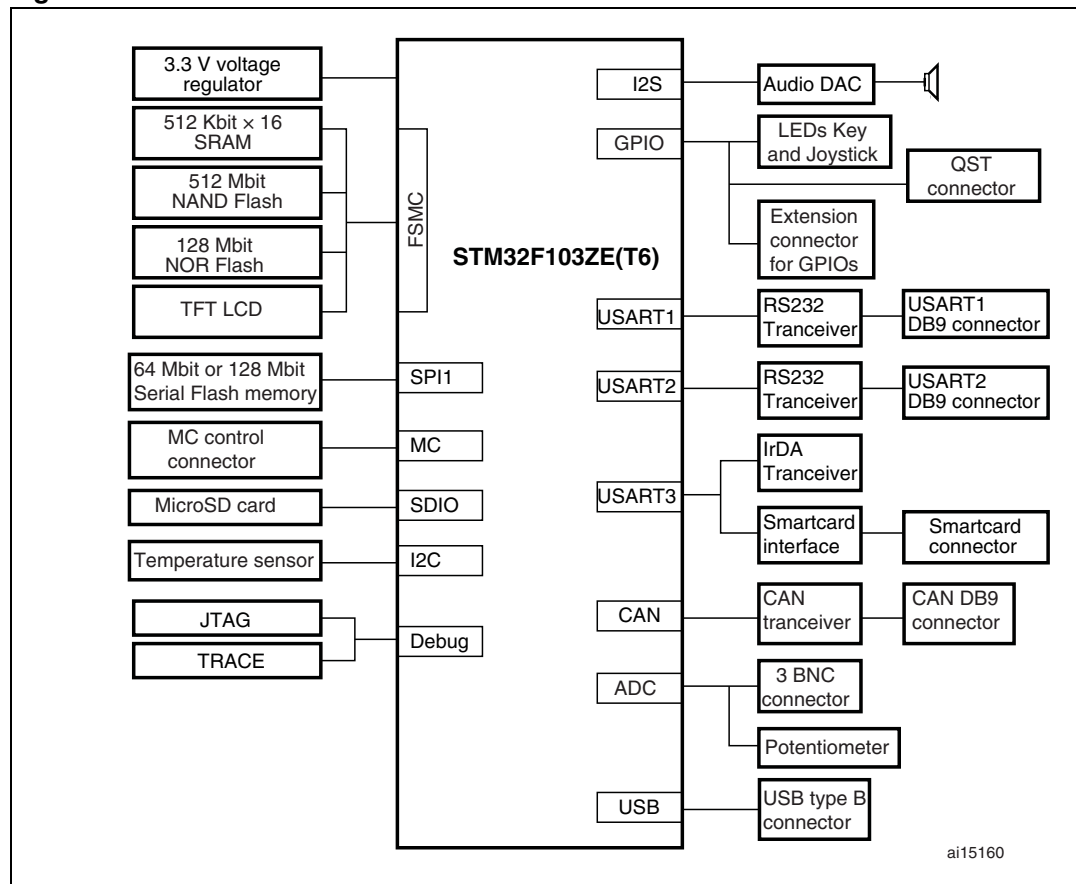 3.3 V voltage
regulator
512 Kbit × 16
SRAM
512 Mbit
NAND Flash
128 Mbit
NOR Flash
TFT LCD
64 Mbit or 128 Mbit
Serial Flash memory
MC control
connector
MicroSD card
Temperature sensor
JTAG
TRACE
FSMC
SPI1
MC
SDIO
I2C
Debug
STM32F103ZE(T6)
I2S
GPIO
USART1
USART2
USART3
CAN
ADC
USB
Audio DAC
LEDs Key
and Joystick
QST
connector
Extension
connector
for GPIOs
RS232
Tranceiver
USART1
DB9 connector
RS232
Tranceiver
USART2
DB9 connector
IrDA
Tranceiver
Smartcard
interface
Smartcard
connector
CAN
tranceiver
CAN DB9
connector
3 BNC
connector
Potentiometer
USB type B
connector
ai15160